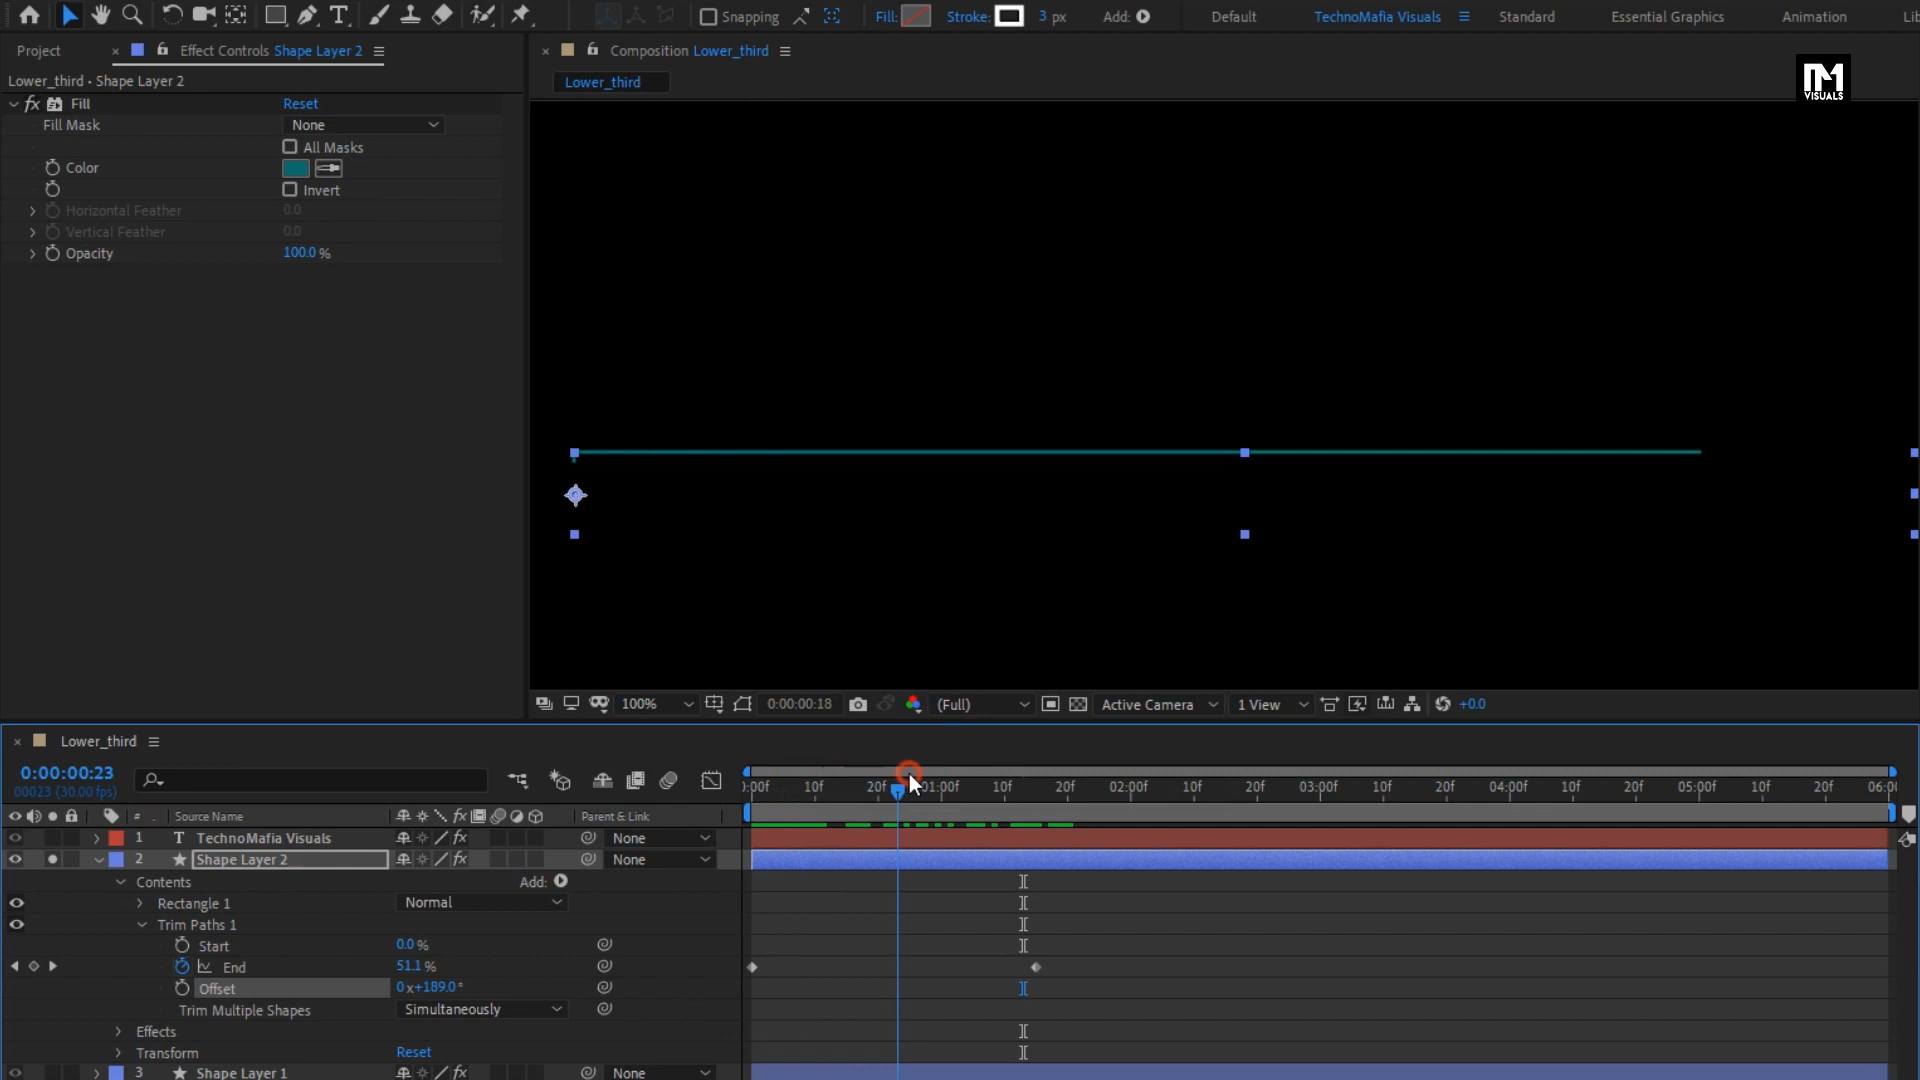 Snapping
Fill:
Stroke:
3 px
Add:
Default
TechnoMafia Visuals
Standard
Essential Graphics
Animation
Lib
Project
× Effect Controls Shape Layer 2
× Composition Lower_third
Lower_third • Shape Layer 2
Lower_third
VISUALS
fx Fill
Reset
Fill Mask
None
All Masks
Color
Invert
Horizontal Feather
0.0
Vertical Feather
0.0
Opacity
100.0 %
100%
0:00:00:18
(Full)
Active Camera
1 View
+0.0
× Lower_third
0:00:00:23
00023 (30.00 fps)
:00f 10f 20f 01:00f 10f 20f 02:00f 10f 20f 03:00f 10f 20f 04:00f 10f 20f 05:00f 10f 20f 06:00
# Source Name
fx
Parent & Link
1 T TechnoMafia Visuals fx None
2 Shape Layer 2 fx None
Contents
Add:
Rectangle 1
Normal
Trim Paths 1
Start
0.0 %
End
51.1 %
Offset
0 x+189.0 °
Trim Multiple Shapes
Simultaneously
Effects
Transform
Reset
3 Shape Layer 1 fx None